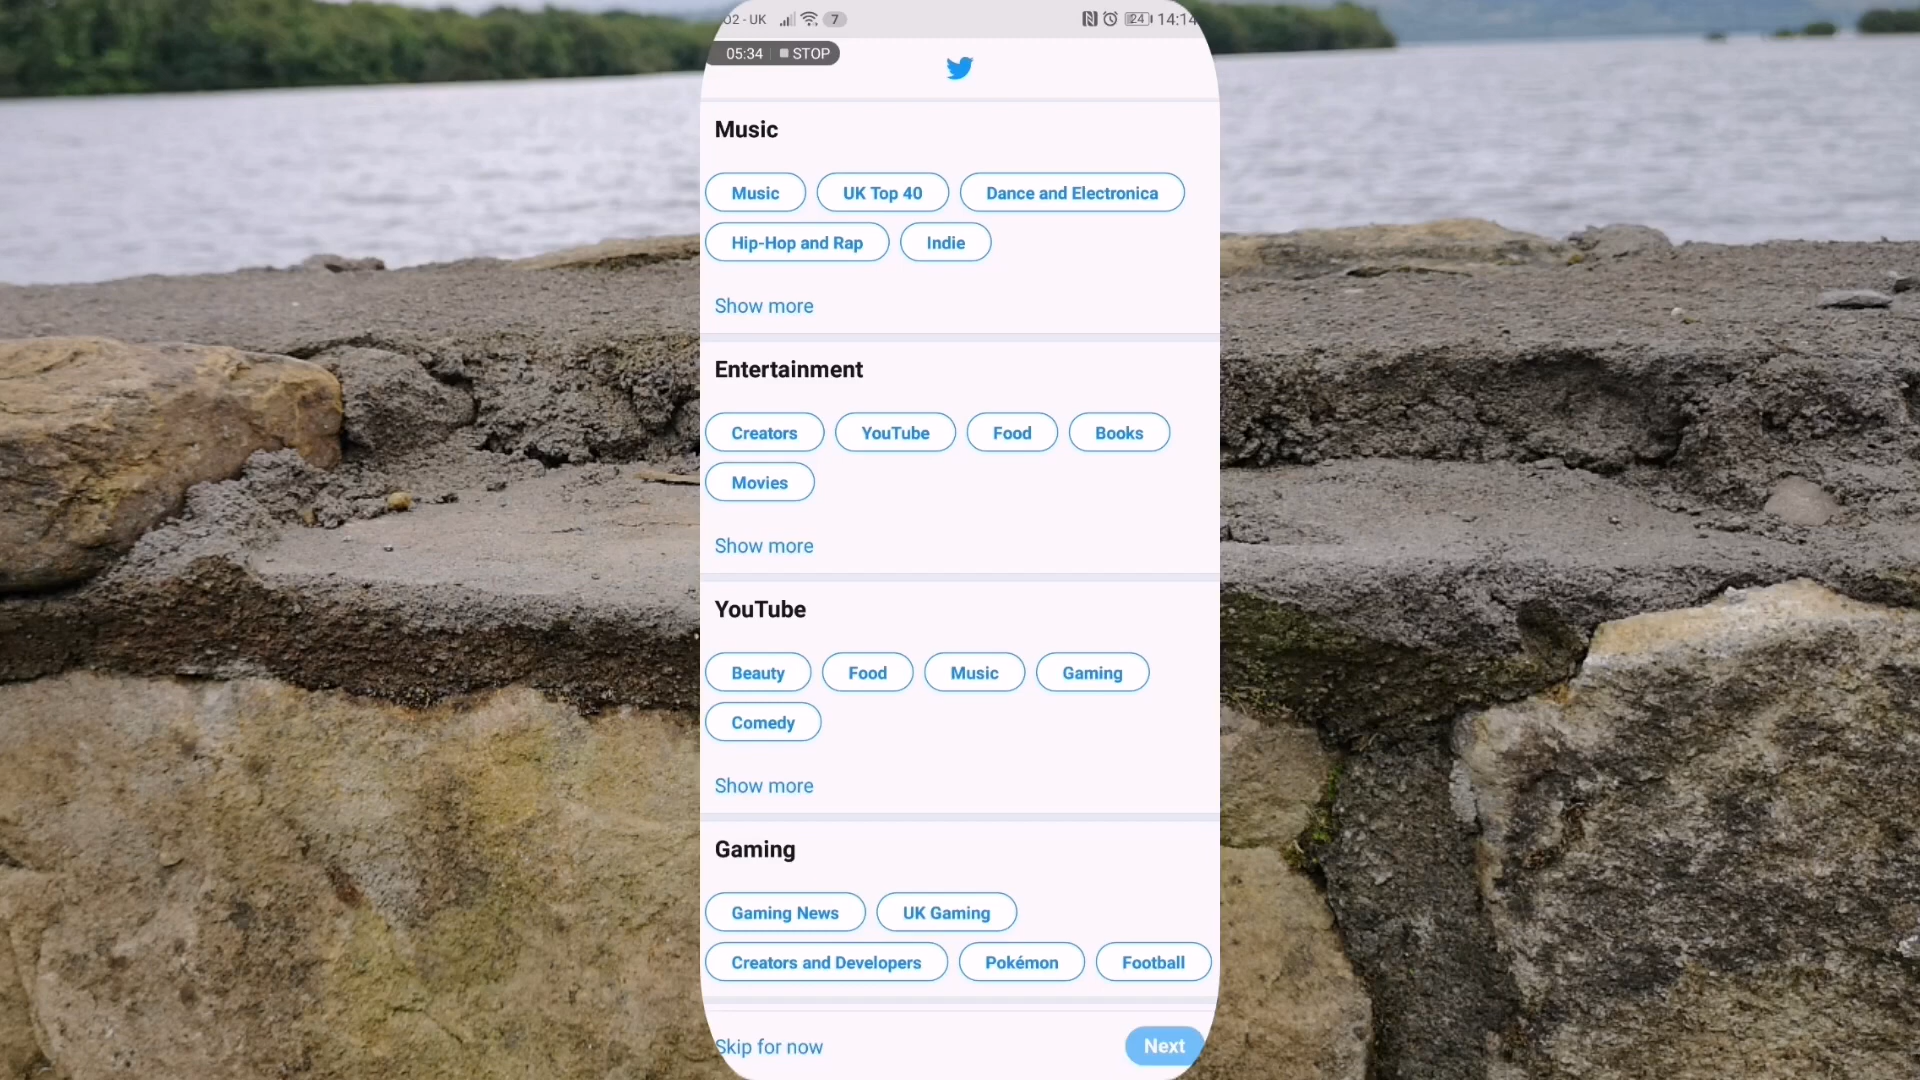 O2 - UK 7 24 14:14
05:34 STOP
Music
Music UK Top 40 Dance and Electronica
Hip-Hop and Rap Indie
Show more
Entertainment
Creators YouTube Food Books
Movies
Show more
YouTube
Beauty Food Music Gaming
Comedy
Show more
Gaming
Gaming News UK Gaming
Creators and Developers Pokémon Football
Skip for now Next